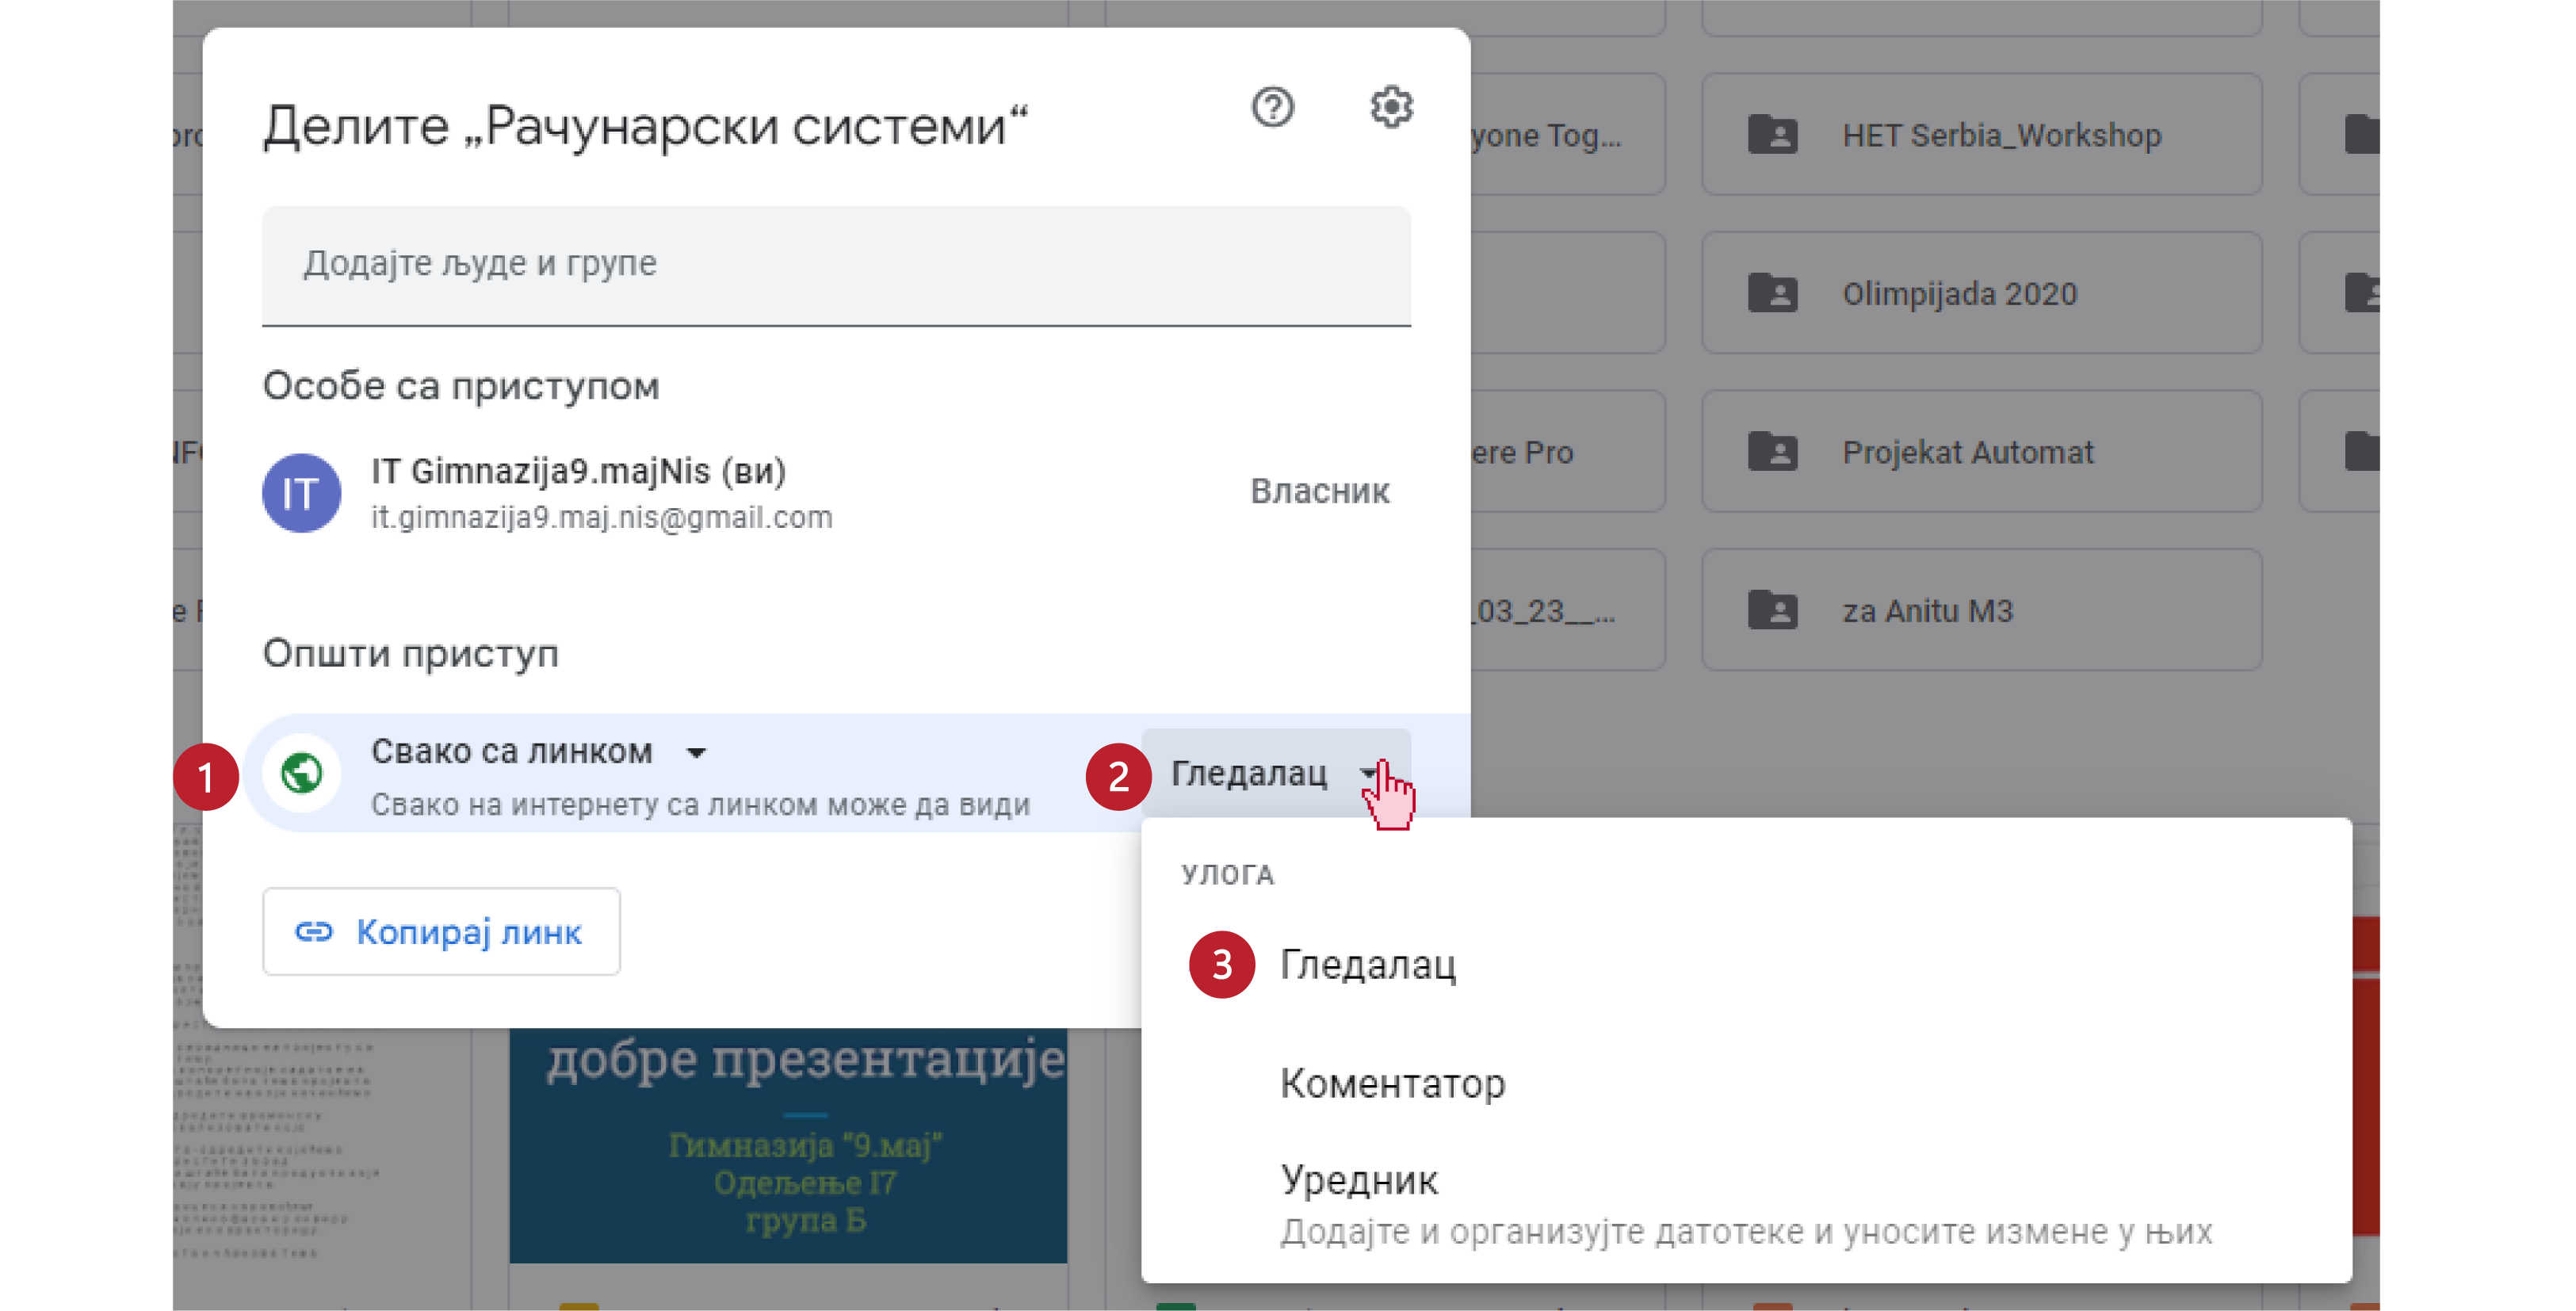 Делите „Рачунарски системи“
Додајте људе и групе
Особе са приступом
IT
IT Gimnazija9.majNis (ви)
it.gimnazija9.maj.nis@gmail.com
Власник
Општи приступ
1
Свако са линком
Свако на интернету са линком може да види
2
Гледалац
УЛОГА
3
Гледалац
Коментатор
Уредник
Додајте и организујте датотеке и уносите измене у њих
Копирај линк
yone Tog...
HET Serbia_Workshop
Olimpijada 2020
ere Pro
Projekat Automat
_03_23__...
za Anitu M3
добре презентације
Гимназија "9.мај"
Одељење I7
група Б